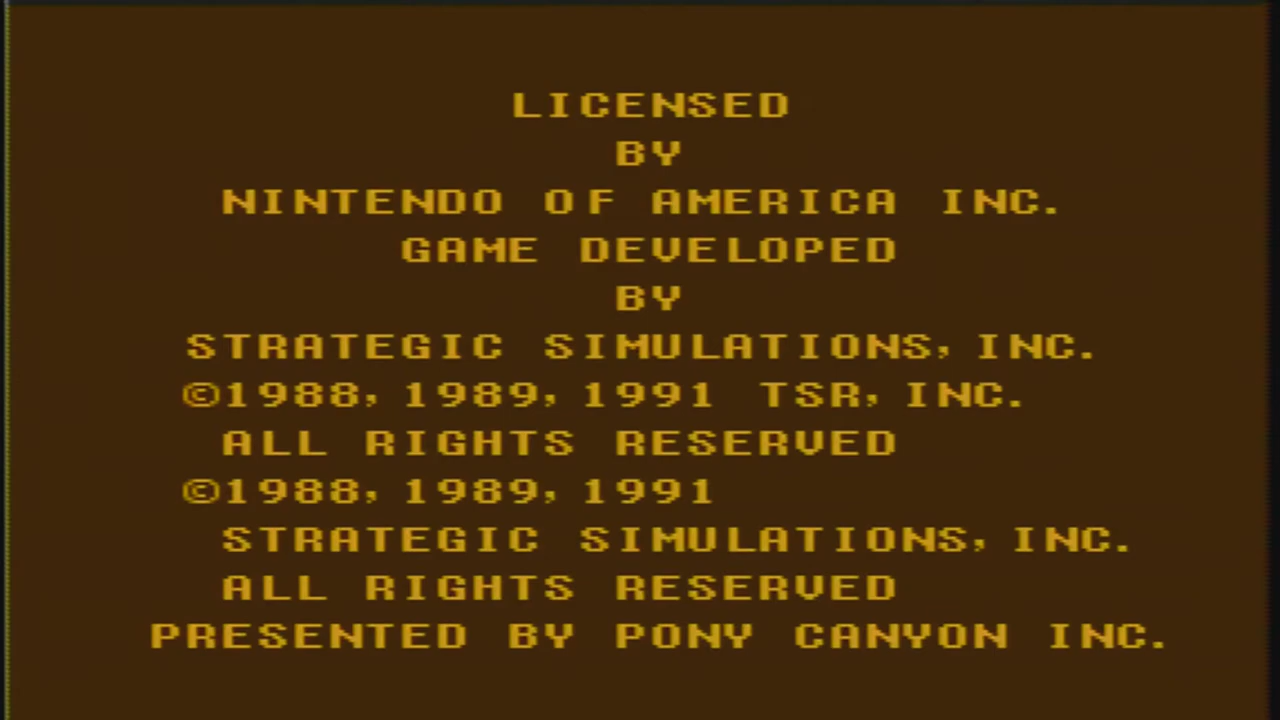 LICENSED
BY
NINTENDO OF AMERICA INC.
GAME DEVELOPED
BY
STRATEGIC SIMULATIONS, INC.
©1988, 1989, 1991 TSR, INC.
ALL RIGHTS RESERVED
©1988, 1989, 1991
STRATEGIC SIMULATIONS, INC.
ALL RIGHTS RESERVED
PRESENTED BY PONY CANYON INC.